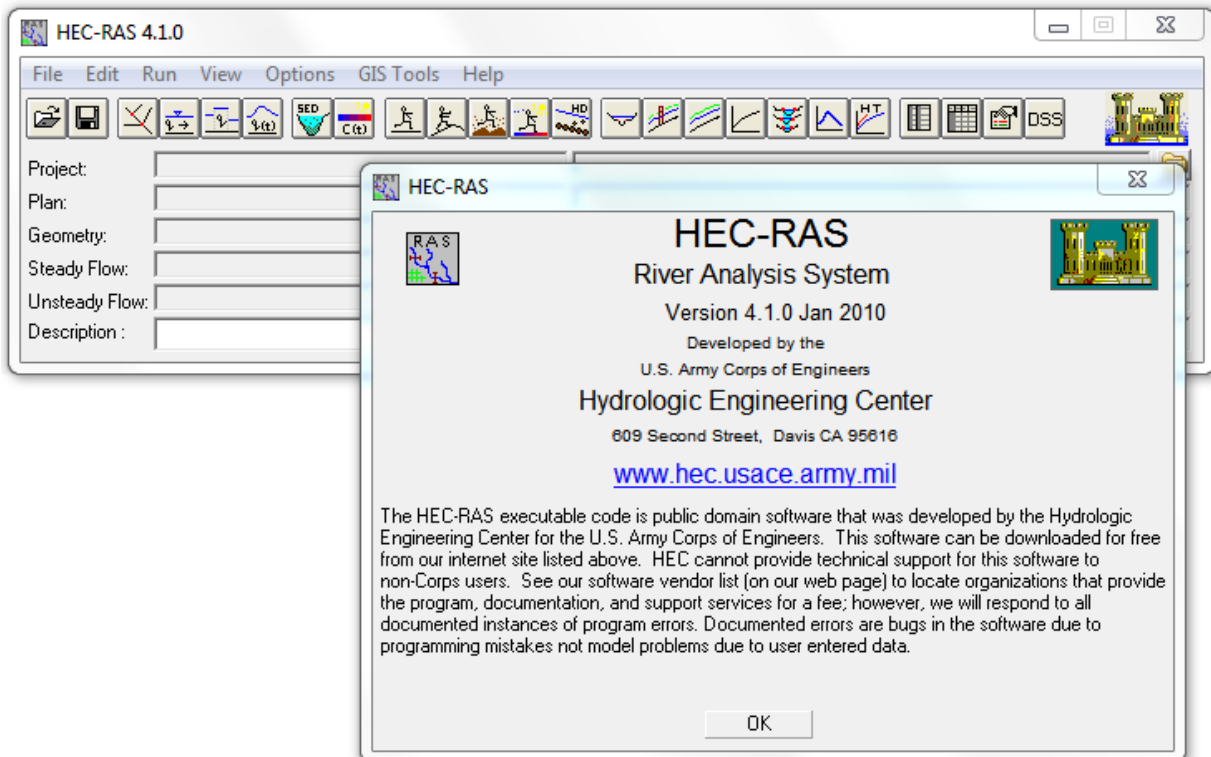 HEC-RAS 4.1.0
File Edit Run View Options GIS Tools Help
SED C(t) HD H T DSS
Project:
Plan:
Geometry:
Steady Flow:
Unsteady Flow:
Description :
HEC-RAS
RAS
HEC-RAS
River Analysis System
Version 4.1.0 Jan 2010
Developed by the
U.S. Army Corps of Engineers
Hydrologic Engineering Center
609 Second Street, Davis CA 95616
www.hec.usace.army.mil
The HEC-RAS executable code is public domain software that was developed by the Hydrologic
Engineering Center for the U.S. Army Corps of Engineers. This software can be downloaded for free
from our internet site listed above. HEC cannot provide technical support for this software to
non-Corps users. See our software vendor list (on our web page) to locate organizations that provide
the program, documentation, and support services for a fee; however, we will respond to all
documented instances of program errors. Documented errors are bugs in the software due to
programming mistakes not model problems due to user entered data.
OK